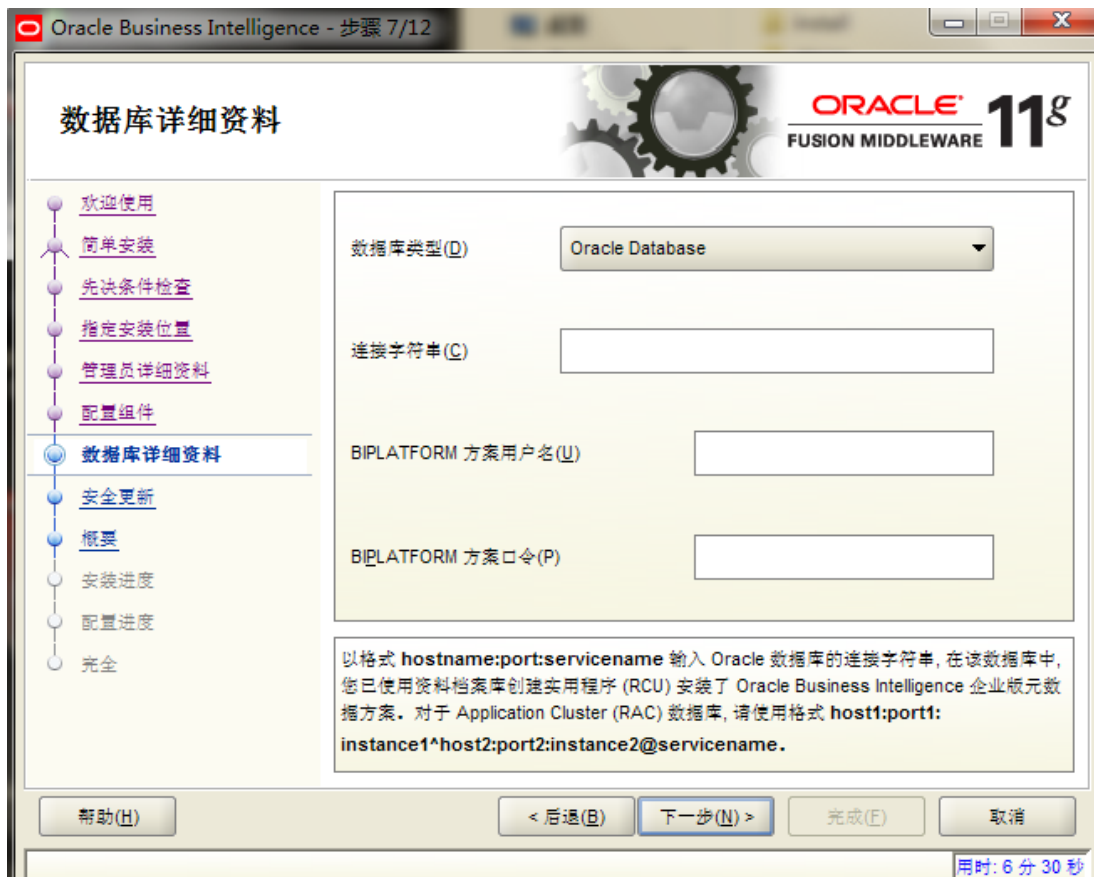 Oracle Business Intelligence - 步骤 7/12
数据库详细资料
ORACLE
FUSION MIDDLEWARE
11g
欢迎使用
简单安装
先决条件检查
指定安装位置
管理员详细资料
配置组件
数据库详细资料
安全更新
概要
安装进度
配置进度
完全
数据库类型(D)
Oracle Database
连接字符串(C)
BIPLATFORM 方案用户名(U)
BIPLATFORM 方案口令(P)
以格式 hostname:port:servicename 输入 Oracle 数据库的连接字符串, 在该数据库中,
您已使用资料档案库创建实用程序 (RCU) 安装了 Oracle Business Intelligence 企业版元数
据方案。对于 Application Cluster (RAC) 数据库, 请使用格式 host1:port1:
instance1^host2:port2:instance2@servicename。
帮助(H)
< 后退(B)
下一步(N) >
完成(F)
取消
用时: 6 分 30 秒